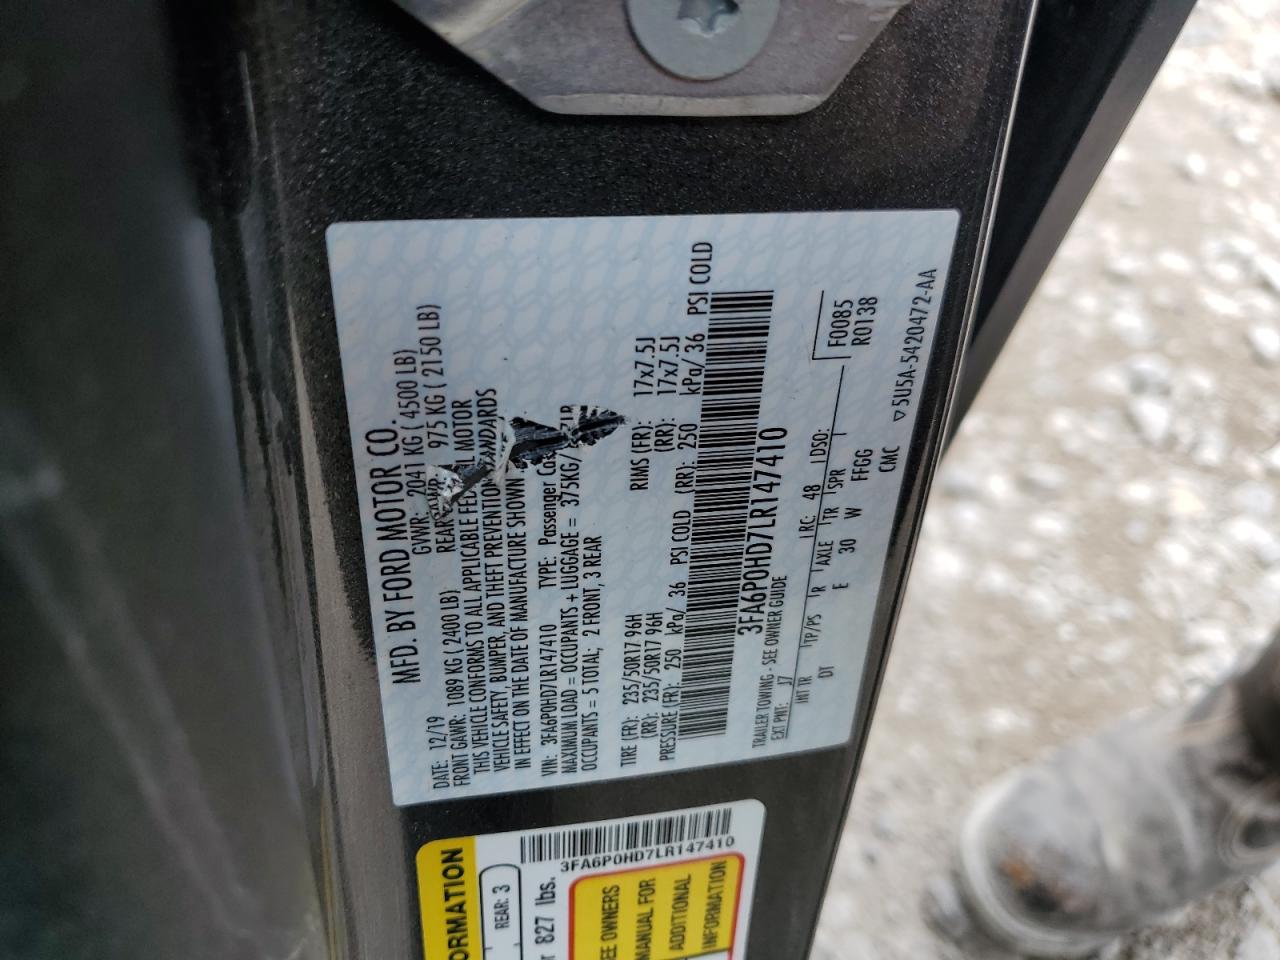 MFD. BY FORD MOTOR CO.
DATE: 12/19 GVWR: 2041 KG ( 4500 LB)
FRONT GAWR: 1089 KG ( 2400 LB) REAR 975 KG ( 2150 LB)
THIS VEHICLE CONFORMS TO ALL APPLICABLE MOTOR
VEHICLE SAFETY, BUMPER, AND THEFT PREVENTION STANDARDS
IN EFFECT ON THE DATE OF MANUFACTURE SHOWN
VIN: 3FA6P0HD7LR147410 TYPE: Passenger
MAXIMUM LOAD = OCCUPANTS + LUGGAGE = 375KG/
OCCUPANTS = 5 TOTAL; 2 FRONT, 3 REAR
TIRE (FR): 235/50R17 96H RIMS (FR): 17x7.5J
(RR): 235/50R17 96H (RR): 17x7.5J
PRESSURE (FR): 250 kPa/ 36 PSI COLD (RR): 250 kPa/ 36 PSI COLD
3FA6P0HD7LR147410
TRAILER TOWING - SEE OWNER GUIDE
EXT PNT: J7 RC: 48 DSO: F0085
R0138
INT TR TP/PS R AXLE TR SPR
DT E 30 W FFGG
CMC
▽5U5A-5420472-AA
3FA6P0HD7LR147410
REAR: 3
827 lbs.
OWNERS
MANUAL FOR
ADDITIONAL
INFORMATION